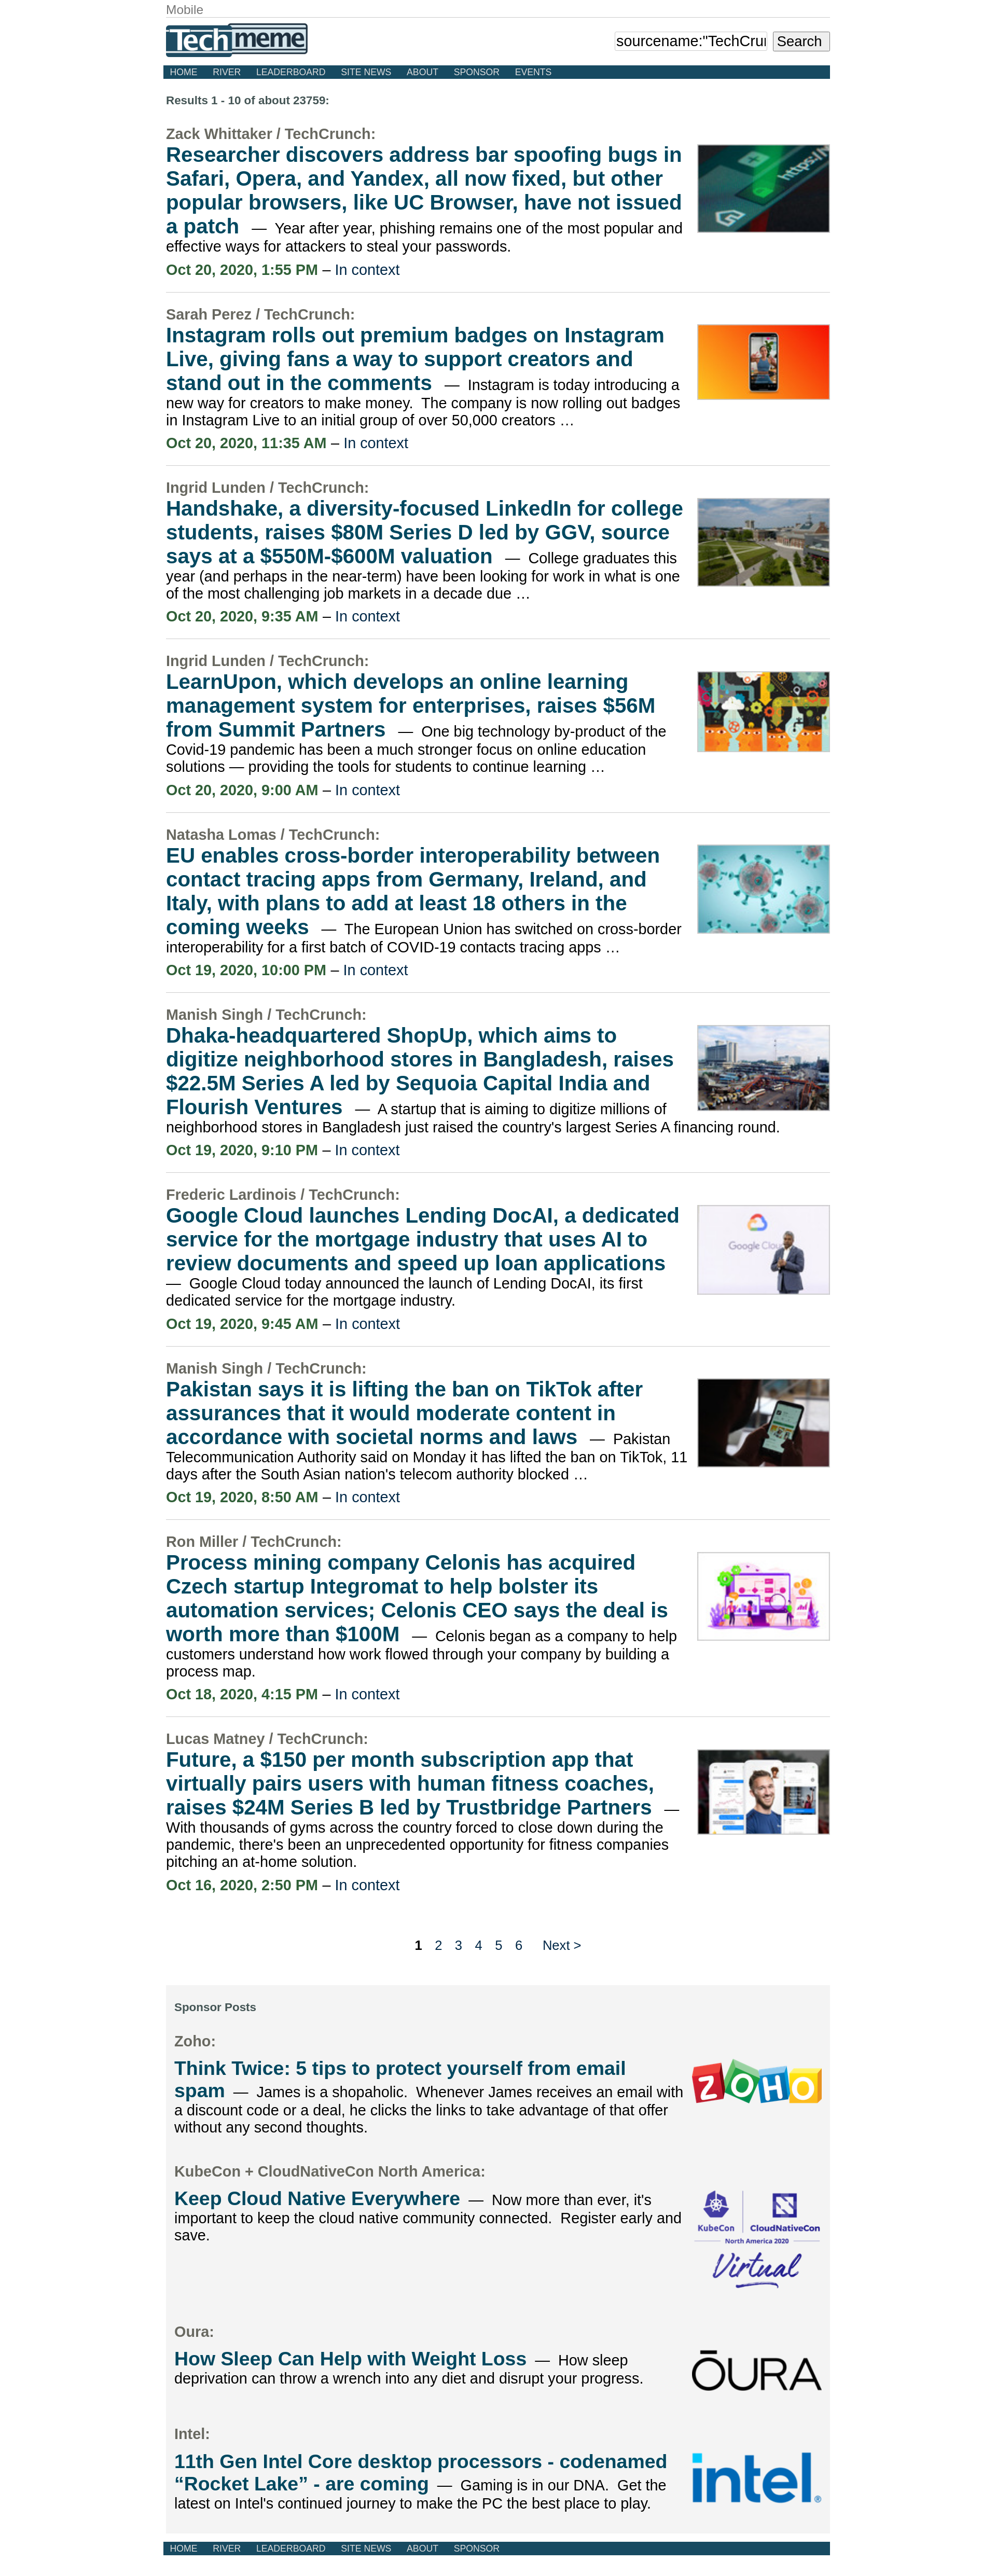 Mobile
Techmeme
sourcename:"TechCru
Search
HOME RIVER LEADERBOARD SITE NEWS ABOUT SPONSOR EVENTS
Results 1 - 10 of about 23759:
Zack Whittaker / TechCrunch:
Researcher discovers address bar spoofing bugs in
Safari, Opera, and Yandex, all now fixed, but other
popular browsers, like UC Browser, have not issued
a patch — Year after year, phishing remains one of the most popular and
effective ways for attackers to steal your passwords.
https://
Oct 20, 2020, 1:55 PM – In context
Sarah Perez / TechCrunch:
Instagram rolls out premium badges on Instagram
Live, giving fans a way to support creators and
stand out in the comments — Instagram is today introducing a
new way for creators to make money. The company is now rolling out badges
in Instagram Live to an initial group of over 50,000 creators …
Oct 20, 2020, 11:35 AM – In context
Ingrid Lunden / TechCrunch:
Handshake, a diversity-focused LinkedIn for college
students, raises $80M Series D led by GGV, source
says at a $550M-$600M valuation — College graduates this
year (and perhaps in the near-term) have been looking for work in what is one
of the most challenging job markets in a decade due …
Oct 20, 2020, 9:35 AM – In context
Ingrid Lunden / TechCrunch:
LearnUpon, which develops an online learning
management system for enterprises, raises $56M
from Summit Partners — One big technology by-product of the
Covid-19 pandemic has been a much stronger focus on online education
solutions — providing the tools for students to continue learning …
Oct 20, 2020, 9:00 AM – In context
Natasha Lomas / TechCrunch:
EU enables cross-border interoperability between
contact tracing apps from Germany, Ireland, and
Italy, with plans to add at least 18 others in the
coming weeks — The European Union has switched on cross-border
interoperability for a first batch of COVID-19 contacts tracing apps …
Oct 19, 2020, 10:00 PM – In context
Manish Singh / TechCrunch:
Dhaka-headquartered ShopUp, which aims to
digitize neighborhood stores in Bangladesh, raises
$22.5M Series A led by Sequoia Capital India and
Flourish Ventures — A startup that is aiming to digitize millions of
neighborhood stores in Bangladesh just raised the country's largest Series A financing round.
Oct 19, 2020, 9:10 PM – In context
Frederic Lardinois / TechCrunch:
Google Cloud launches Lending DocAI, a dedicated
service for the mortgage industry that uses AI to
review documents and speed up loan applications
— Google Cloud today announced the launch of Lending DocAI, its first
dedicated service for the mortgage industry.
Google Cloud
Oct 19, 2020, 9:45 AM – In context
Manish Singh / TechCrunch:
Pakistan says it is lifting the ban on TikTok after
assurances that it would moderate content in
accordance with societal norms and laws — Pakistan
Telecommunication Authority said on Monday it has lifted the ban on TikTok, 11
days after the South Asian nation's telecom authority blocked …
Oct 19, 2020, 8:50 AM – In context
Ron Miller / TechCrunch:
Process mining company Celonis has acquired
Czech startup Integromat to help bolster its
automation services; Celonis CEO says the deal is
worth more than $100M — Celonis began as a company to help
customers understand how work flowed through your company by building a
process map.
Oct 18, 2020, 4:15 PM – In context
Lucas Matney / TechCrunch:
Future, a $150 per month subscription app that
virtually pairs users with human fitness coaches,
raises $24M Series B led by Trustbridge Partners —
With thousands of gyms across the country forced to close down during the
pandemic, there's been an unprecedented opportunity for fitness companies
pitching an at-home solution.
Oct 16, 2020, 2:50 PM – In context
1 2 3 4 5 6 Next >
Sponsor Posts
Zoho:
Think Twice: 5 tips to protect yourself from email
spam — James is a shopaholic. Whenever James receives an email with
a discount code or a deal, he clicks the links to take advantage of that offer
without any second thoughts.
ZOHO
KubeCon + CloudNativeCon North America:
Keep Cloud Native Everywhere — Now more than ever, it's
important to keep the cloud native community connected. Register early and
save.
KubeCon CloudNativeCon
North America 2020
Virtual
Oura:
How Sleep Can Help with Weight Loss — How sleep
deprivation can throw a wrench into any diet and disrupt your progress.
ŌURA
Intel:
11th Gen Intel Core desktop processors - codenamed
“Rocket Lake” - are coming — Gaming is in our DNA. Get the
latest on Intel's continued journey to make the PC the best place to play.
intel®
HOME RIVER LEADERBOARD SITE NEWS ABOUT SPONSOR